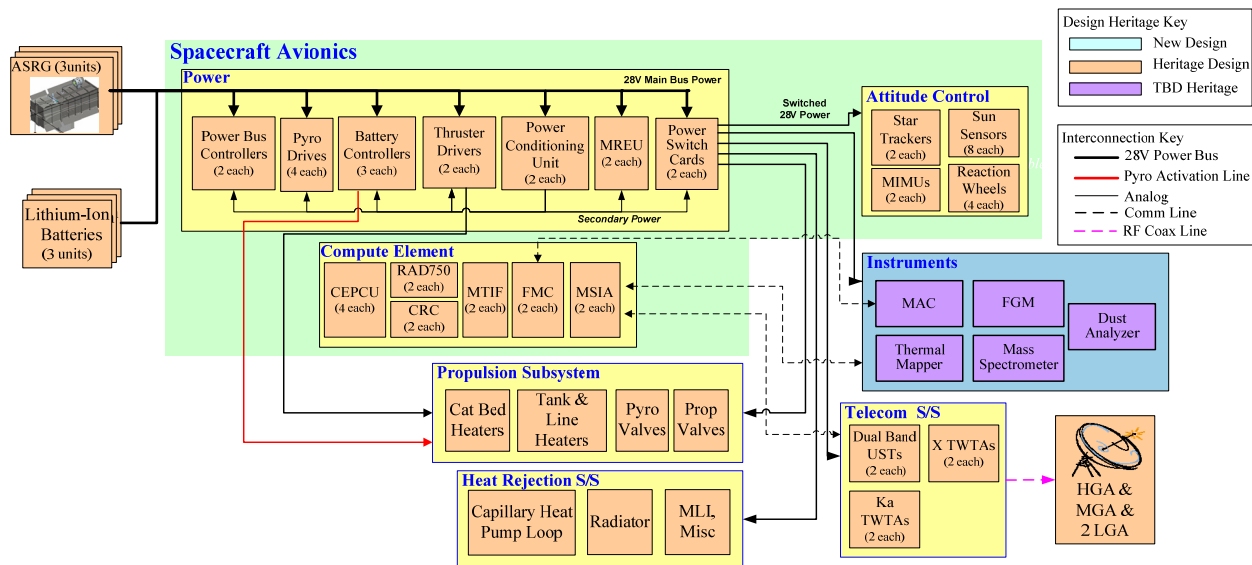 ASRG (3units)
Lithium-Ion
Batteries
(3 units)
Spacecraft Avionics
Power
28V Main Bus Power
Power Bus
Controllers
(2 each)
Pyro
Drives
(4 each)
Battery
Controllers
(3 each)
Thruster
Drivers
(2 each)
Power
Conditioning
Unit
(2 each)
MREU
(2 each)
Power
Switch
Cards
(2 each)
Secondary Power
Switched
28V Power
Attitude Control
Star
Trackers
(2 each)
Sun
Sensors
(8 each)
MIMUs
(2 each)
Reaction
Wheels
(4 each)
Design Heritage Key
New Design
Heritage Design
TBD Heritage
Interconnection Key
28V Power Bus
Pyro Activation Line
Analog
Comm Line
RF Coax Line
Compute Element
CEPCU
(4 each)
RAD750
(2 each)
CRC
(2 each)
MTIF
(2 each)
FMC
(2 each)
MSIA
(2 each)
Instruments
MAC
FGM
Dust
Analyzer
Thermal
Mapper
Mass
Spectrometer
Propulsion Subsystem
Cat Bed
Heaters
Tank &
Line
Heaters
Pyro
Valves
Prop
Valves
Heat Rejection S/S
Capillary Heat
Pump Loop
Radiator
MLI,
Misc
Telecom S/S
Dual Band
USTs
(2 each)
X TWTAs
(2 each)
Ka
TWTAs
(2 each)
HGA &
MGA &
2 LGA